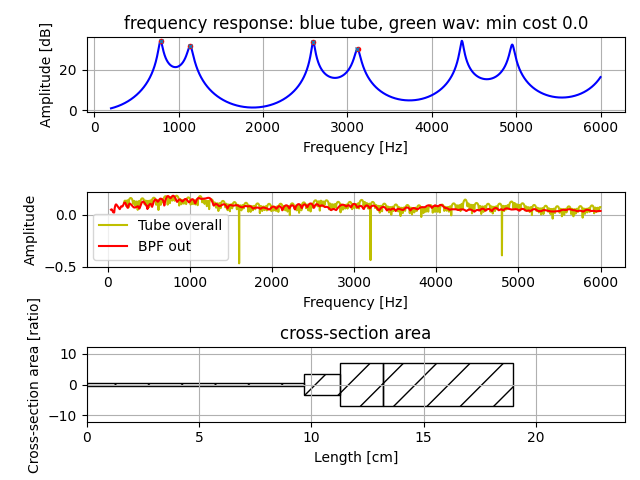 frequency response: blue tube, green wav: min cost 0.0
Amplitude [dB]
20
0
0 1000 2000 3000 4000 5000 6000
Frequency [Hz]
Amplitude
0.0
−0.5
Tube overall
BPF out
0 1000 2000 3000 4000 5000 6000
Frequency [Hz]
cross-section area
Cross-section area [ratio]
10
0
−10
0 5 10 15 20
Length [cm]